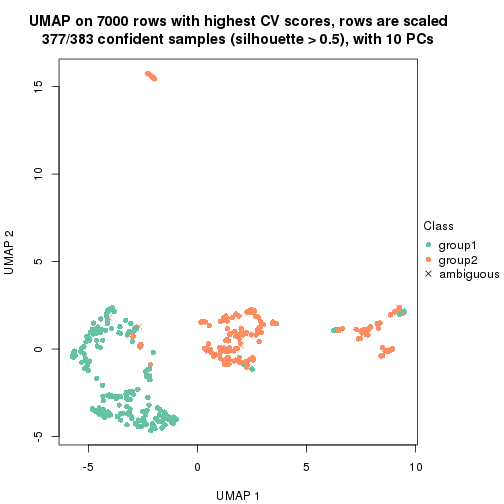 UMAP on 7000 rows with highest CV scores, rows are scaled
377/383 confident samples (silhouette > 0.5), with 10 PCs
15
10
5
0
-5
UMAP 2
-5
0
5
10
UMAP 1
Class
group1
group2
ambiguous